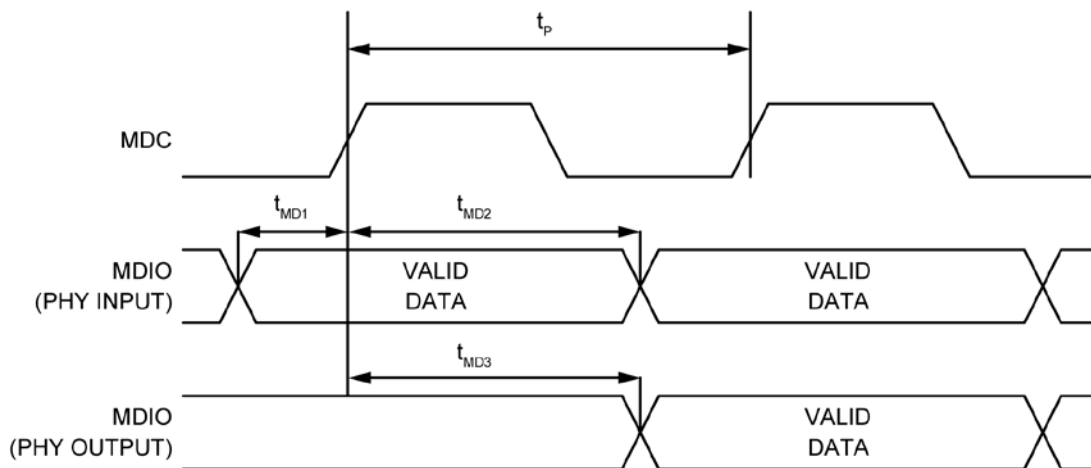 tP
MDC
tMD1
tMD2
MDIO
(PHY INPUT)
VALID
DATA
VALID
DATA
tMD3
MDIO
(PHY OUTPUT)
VALID
DATA